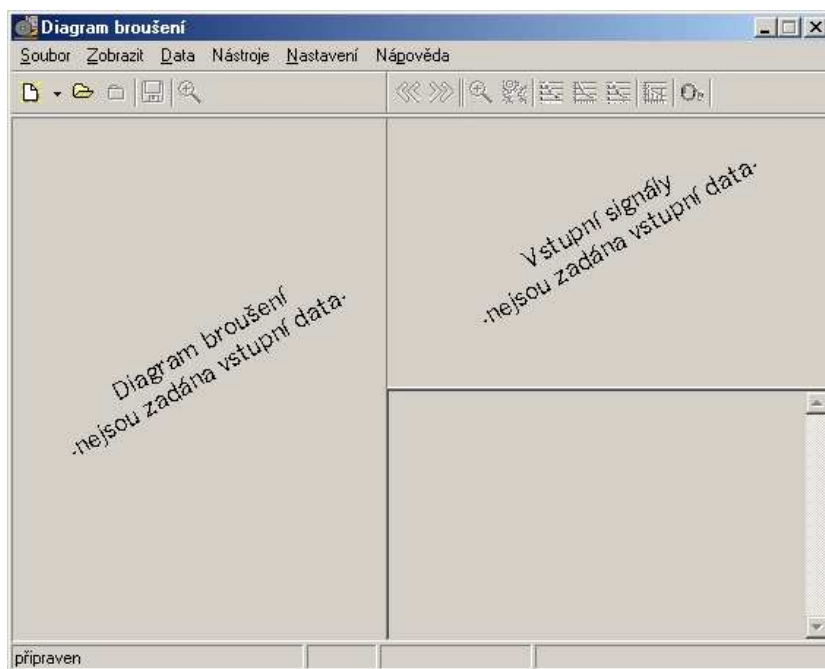 Diagram broušení
Soubor Zobrazit Data Nástroje Nastavení Nápověda
Diagram broušení
-nejsou zadána vstupní data-
Vstupní signály
-nejsou zadána vstupní data-
připraven